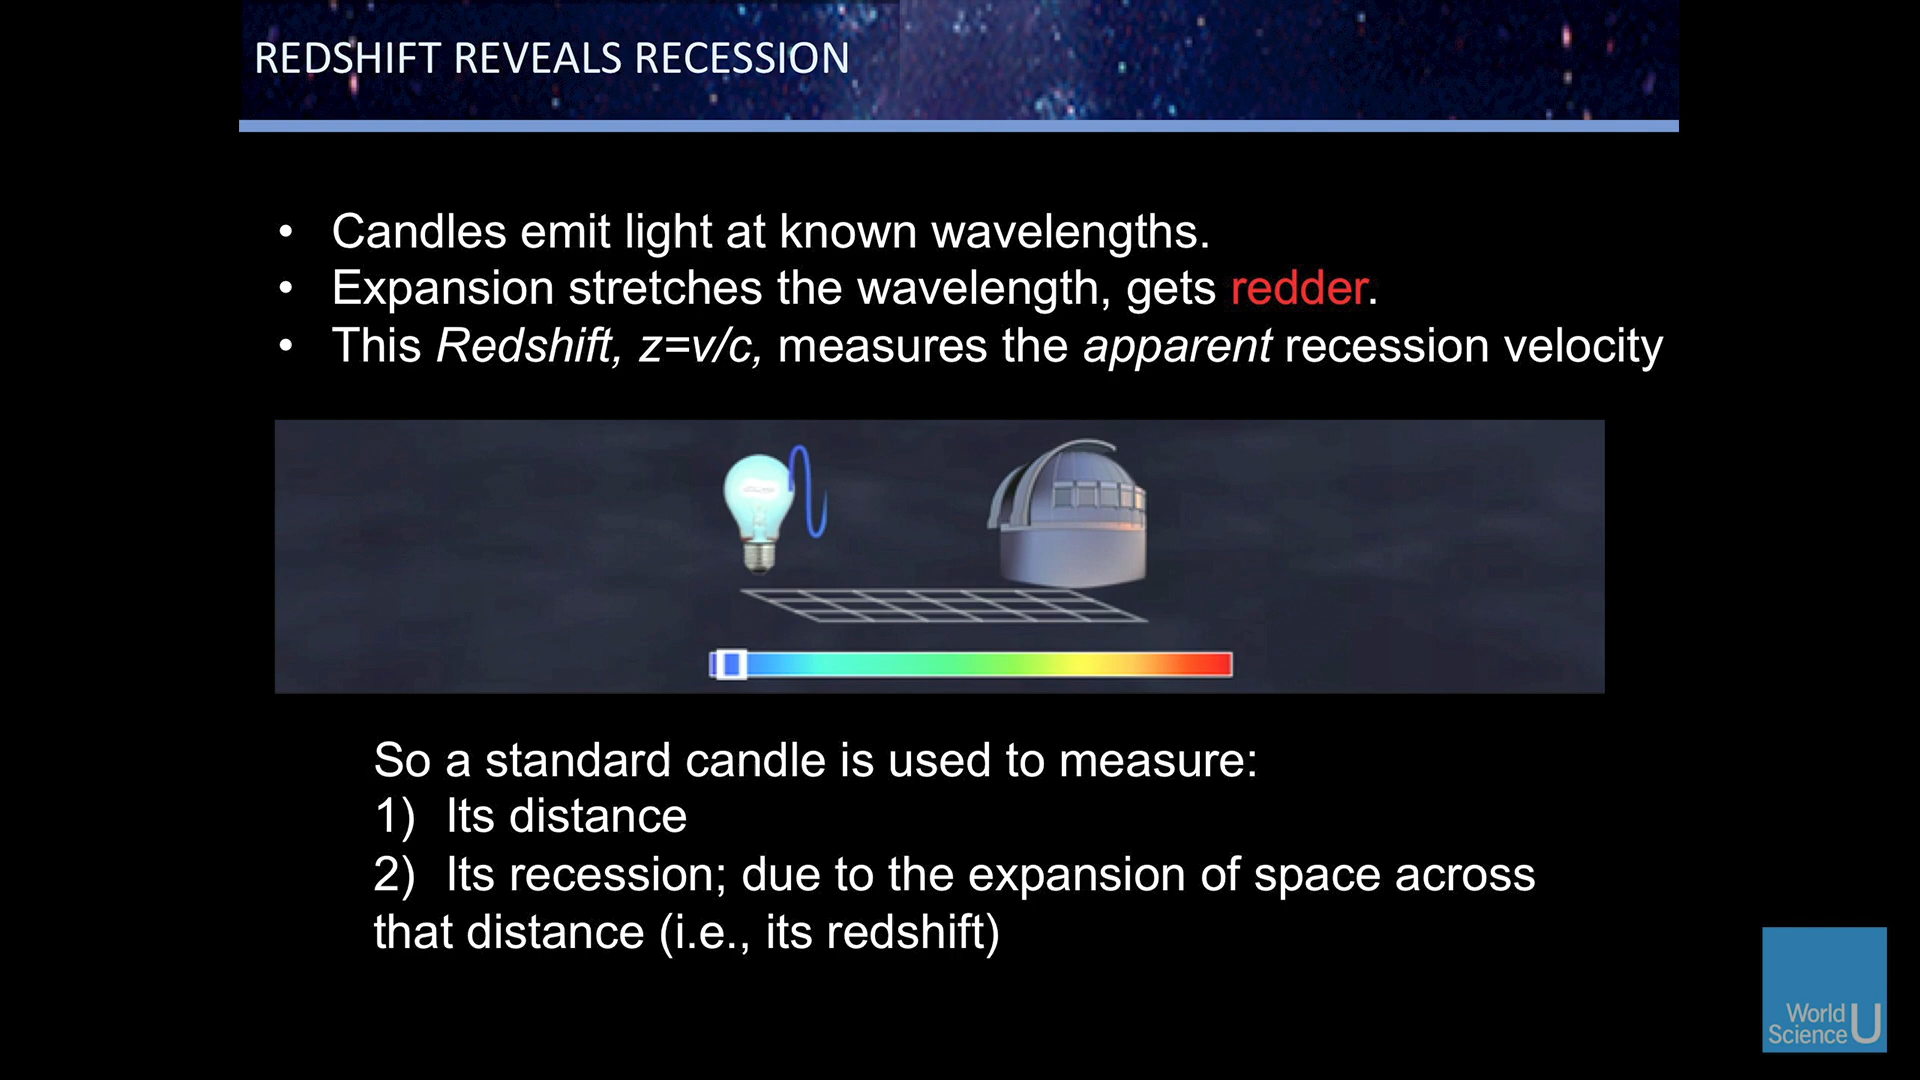 REDSHIFT REVEALS RECESSION
• Candles emit light at known wavelengths.
• Expansion stretches the wavelength, gets redder.
• This Redshift, z=v/c, measures the apparent recession velocity
So a standard candle is used to measure:
1) Its distance
2) Its recession; due to the expansion of space across
that distance (i.e., its redshift)
World
Science U